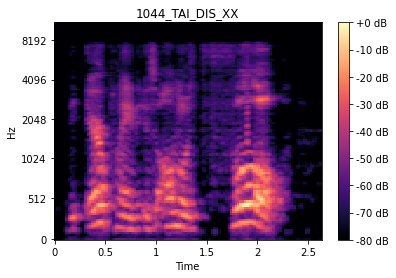 1044_TAI_DIS_XX
+0 dB
8192
-10 dB
4096
-20 dB
-30 dB
2048
Hz
-40 dB
1024
-50 dB
512
-60 dB
-70 dB
0
-80 dB
0 0.5 1 1.5 2 2.5
Time